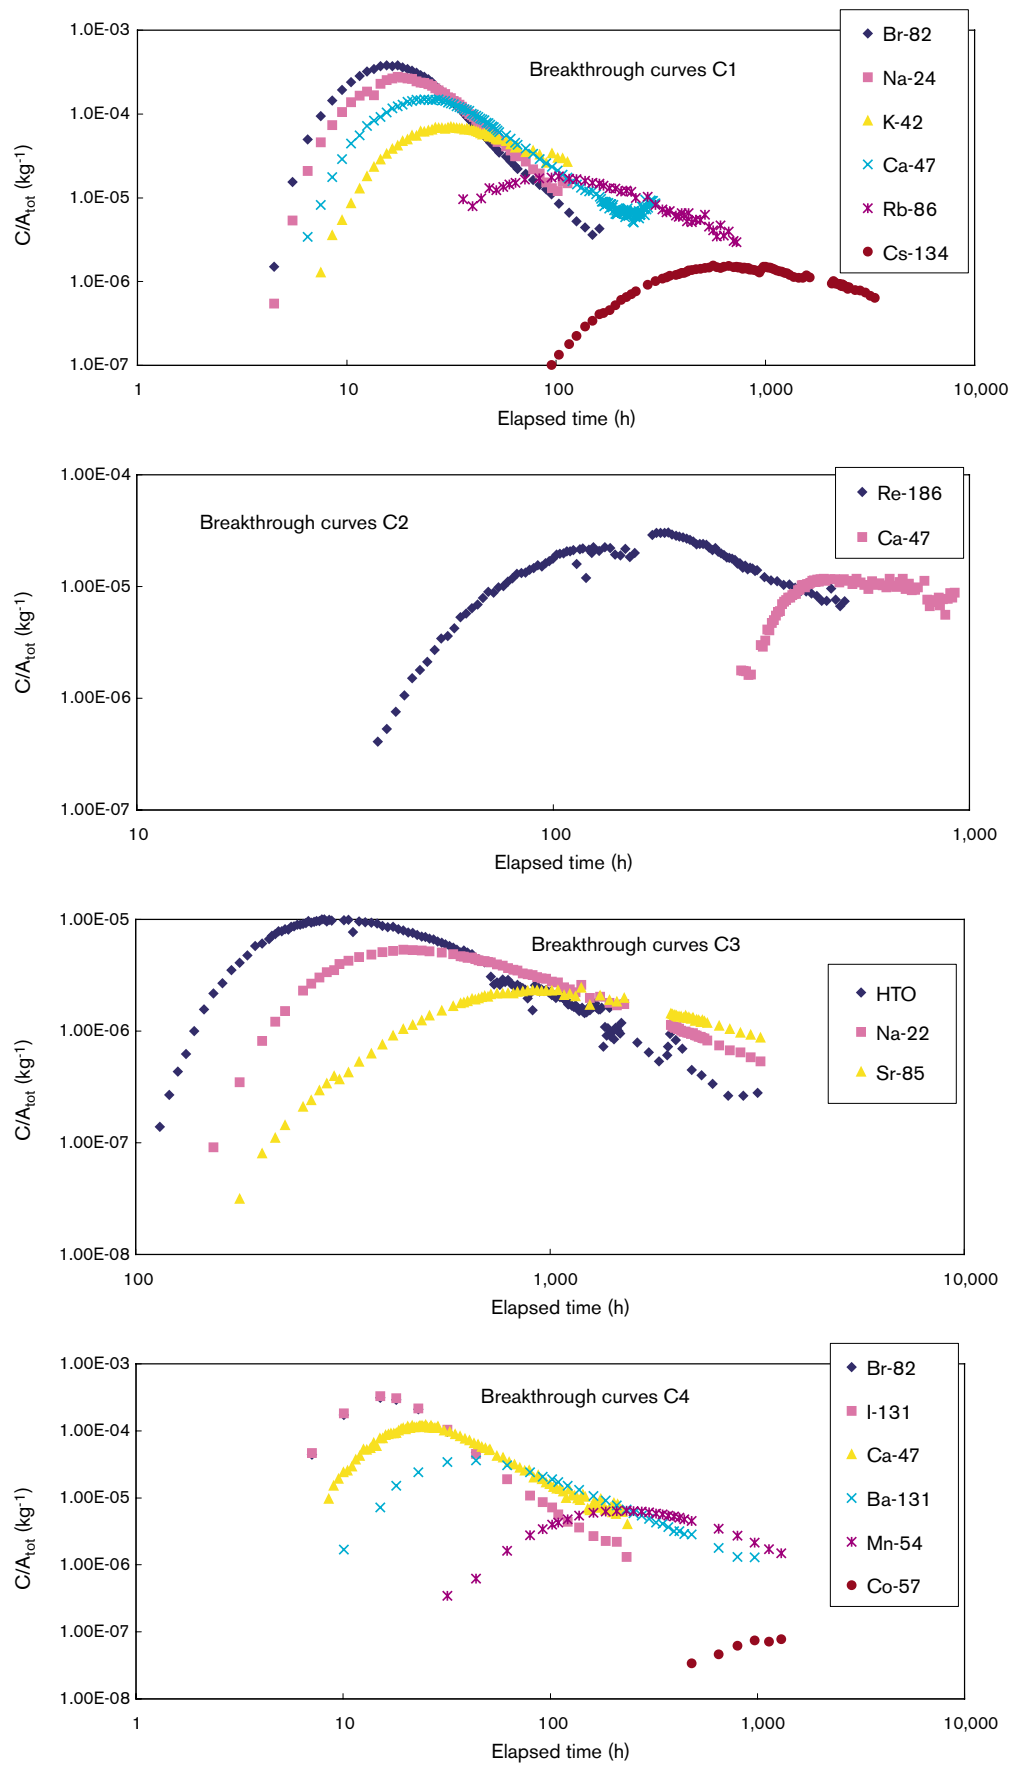 Breakthrough curves C1
C/Atot (kg-1)
1.0E-03
1.0E-04
1.0E-05
1.0E-06
1.0E-07
1 10 100 1,000 10,000
Elapsed time (h)
Br-82
Na-24
K-42
Ca-47
Rb-86
Cs-134
Breakthrough curves C2
C/Atot (kg-1)
1.00E-04
1.00E-05
1.00E-06
1.00E-07
10 100 1,000
Elapsed time (h)
Re-186
Ca-47
Breakthrough curves C3
C/Atot (kg-1)
1.00E-05
1.00E-06
1.00E-07
1.00E-08
100 1,000 10,000
Elapsed time (h)
HTO
Na-22
Sr-85
Breakthrough curves C4
C/Atot (kg-1)
1.00E-03
1.00E-04
1.00E-05
1.00E-06
1.00E-07
1.00E-08
1 10 100 1,000 10,000
Elapsed time (h)
Br-82
I-131
Ca-47
Ba-131
Mn-54
Co-57